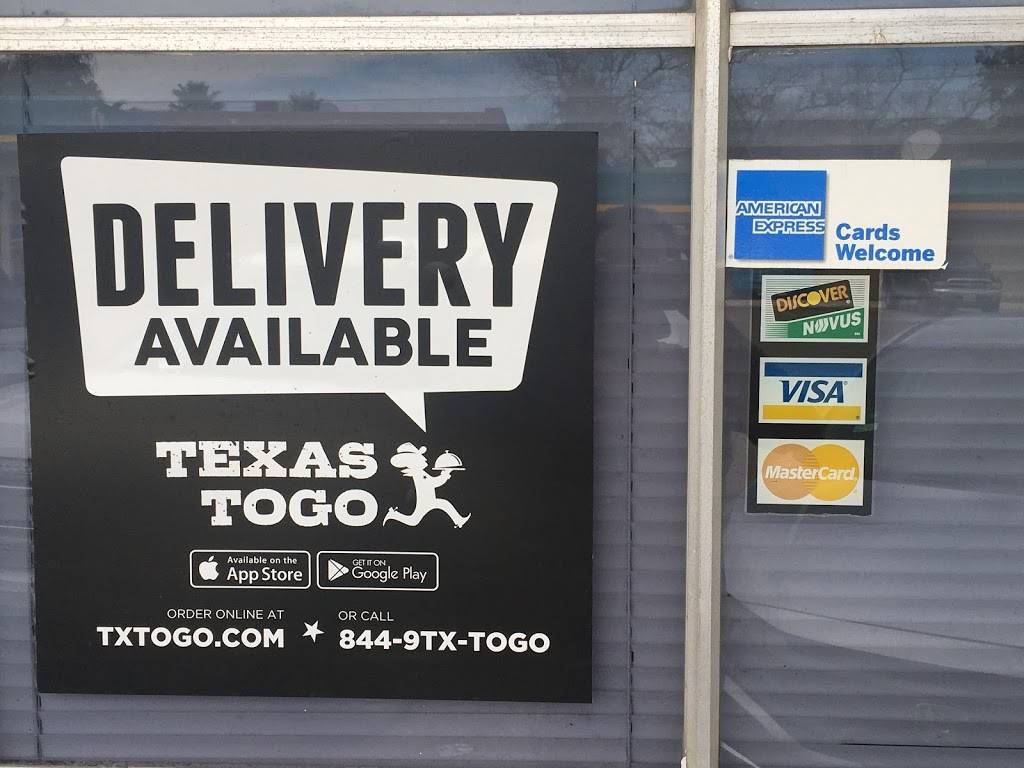 DELIVERY
AVAILABLE
TEXAS
TOGO
Available on the
App Store
GET IT ON
Google Play
ORDER ONLINE AT
TXTOGO.COM
OR CALL
844-9TX-TOGO
AMERICAN
EXPRESS
Cards
Welcome
DISCOVER
NOVUS
VISA
MasterCard